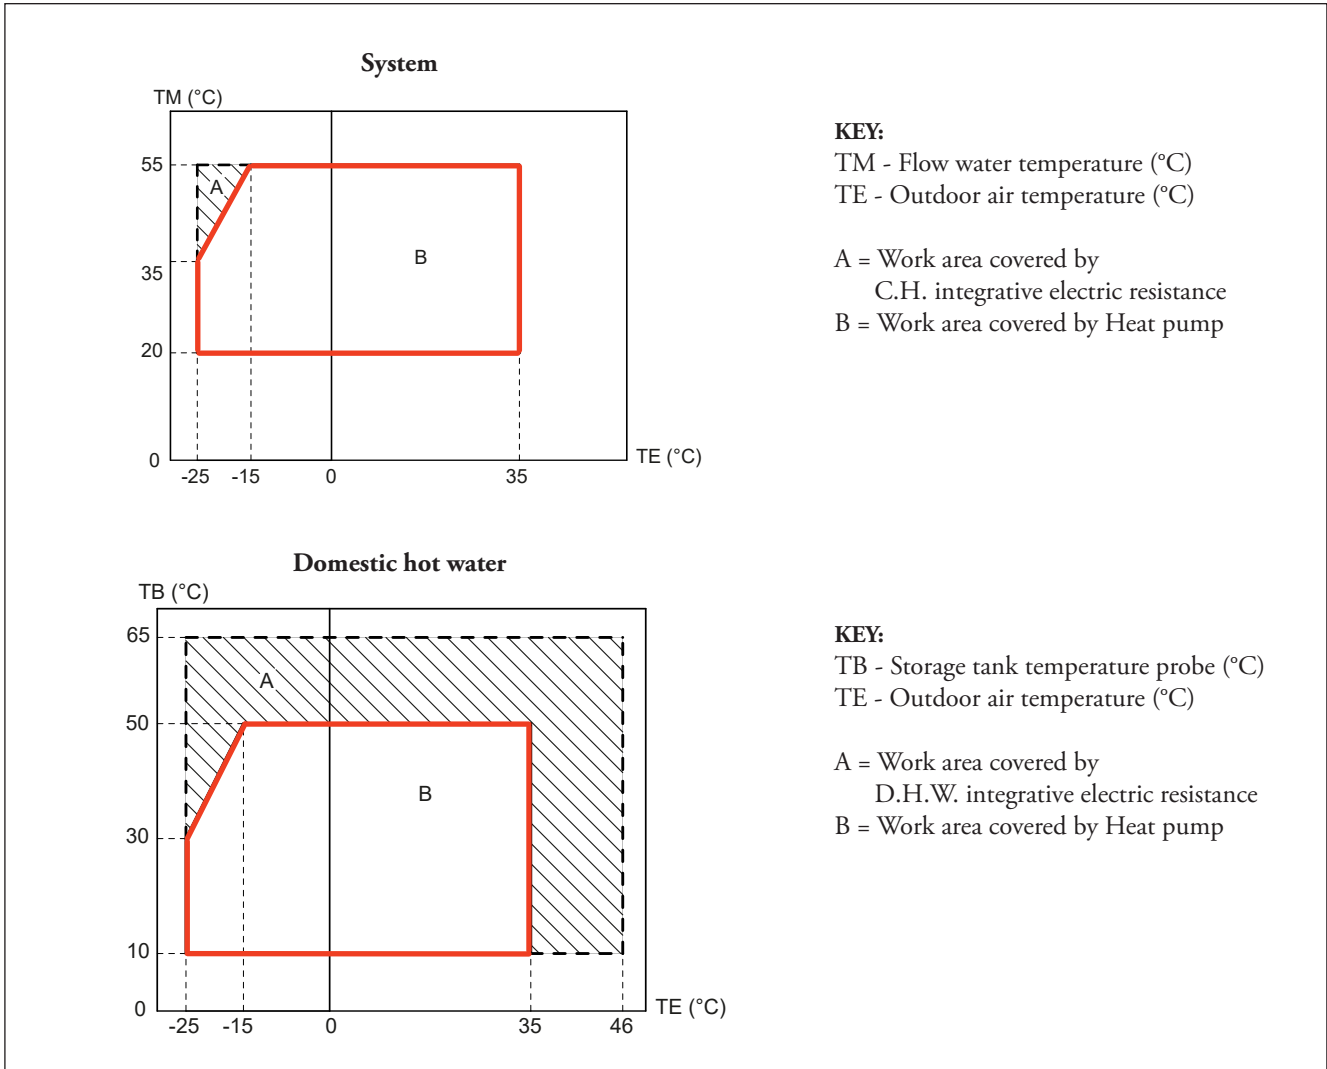 System
TM (°C)
KEY:
TM - Flow water temperature (°C)
TE - Outdoor air temperature (°C)
A = Work area covered by
C.H. integrative electric resistance
B = Work area covered by Heat pump
55
A
B
35
20
0
TE (°C)
-25 -15 0 35
Domestic hot water
TB (°C)
KEY:
TB - Storage tank temperature probe (°C)
TE - Outdoor air temperature (°C)
A = Work area covered by
D.H.W. integrative electric resistance
B = Work area covered by Heat pump
65
A
50
B
30
10
0
TE (°C)
-25 -15 0 35 46